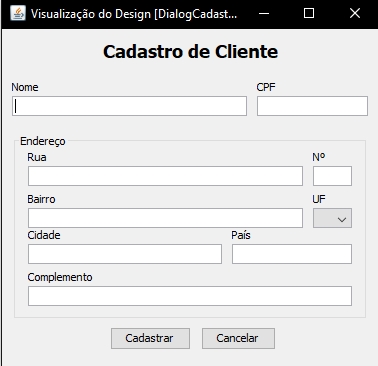 Visualização do Design [DialogCadast...
Cadastro de Cliente
Nome CPF
Endereço
Rua Nº
Bairro UF
Cidade País
Complemento
Cadastrar Cancelar